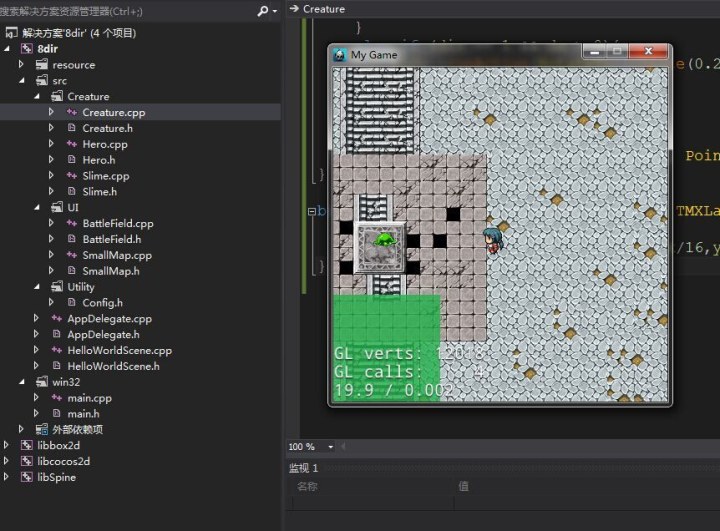 搜索解决方案资源管理器(Ctrl+;)
解决方案'8dir' (4 个项目)
8dir
resource
src
Creature
Creature.cpp
Creature.h
Hero.cpp
Hero.h
Slime.cpp
Slime.h
UI
BattleField.cpp
BattleField.h
SmallMap.cpp
SmallMap.h
Utility
Config.h
AppDelegate.cpp
AppDelegate.h
HelloWorldScene.cpp
HelloWorldScene.h
win32
main.cpp
main.h
外部依赖项
libbox2d
libcocos2d
libSpine
Creature
}
My Game
e(0.2
Poin
}
b
TMXLa
/16,y
}
GL verts: 12018
GL calls: 4
19.9 / 0.002
100 %
监视 1
名称
值